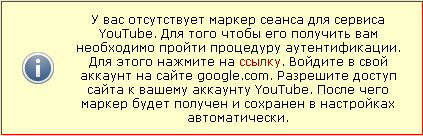 У вас отсутствует маркер сеанса для сервиса
YouTube. Для того чтобы его получить вам
необходимо пройти процедуру аутентификации.
Для этого нажмите на ссылку. Войдите в свой
аккаунт на сайте google.com. Разрешите доступ
сайта к вашему аккаунту YouTube. После чего
маркер будет получен и сохранен в настройках
автоматически.